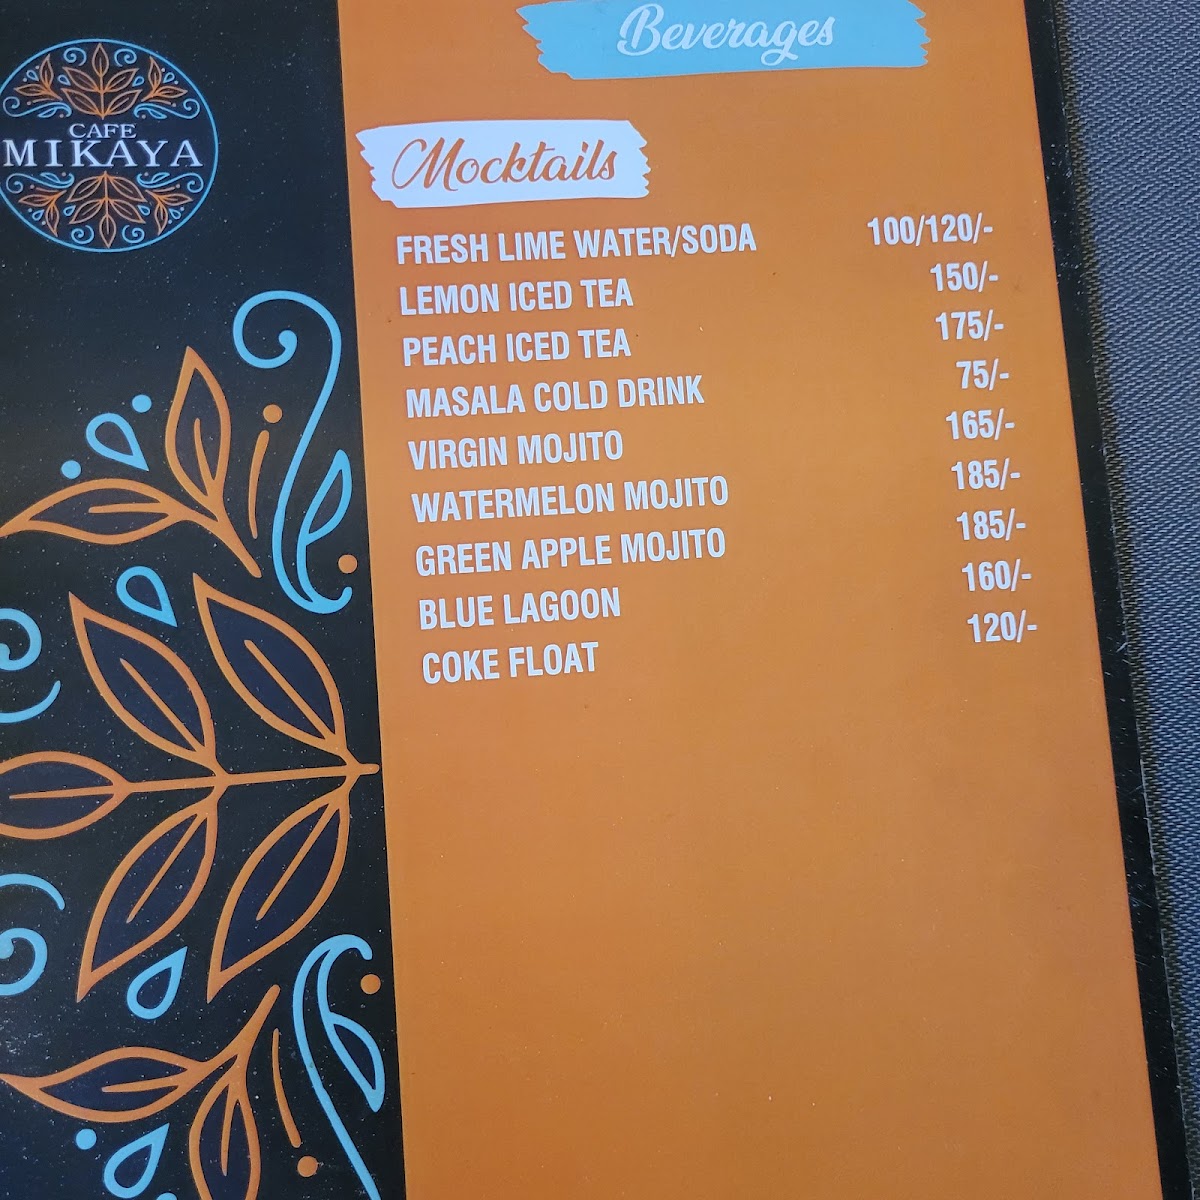 Beverages
CAFE
MIKAYA
Mocktails
FRESH LIME WATER/SODA 100/120/-
LEMON ICED TEA 150/-
PEACH ICED TEA 175/-
MASALA COLD DRINK 75/-
VIRGIN MOJITO 165/-
WATERMELON MOJITO 185/-
GREEN APPLE MOJITO 185/-
BLUE LAGOON 160/-
COKE FLOAT 120/-